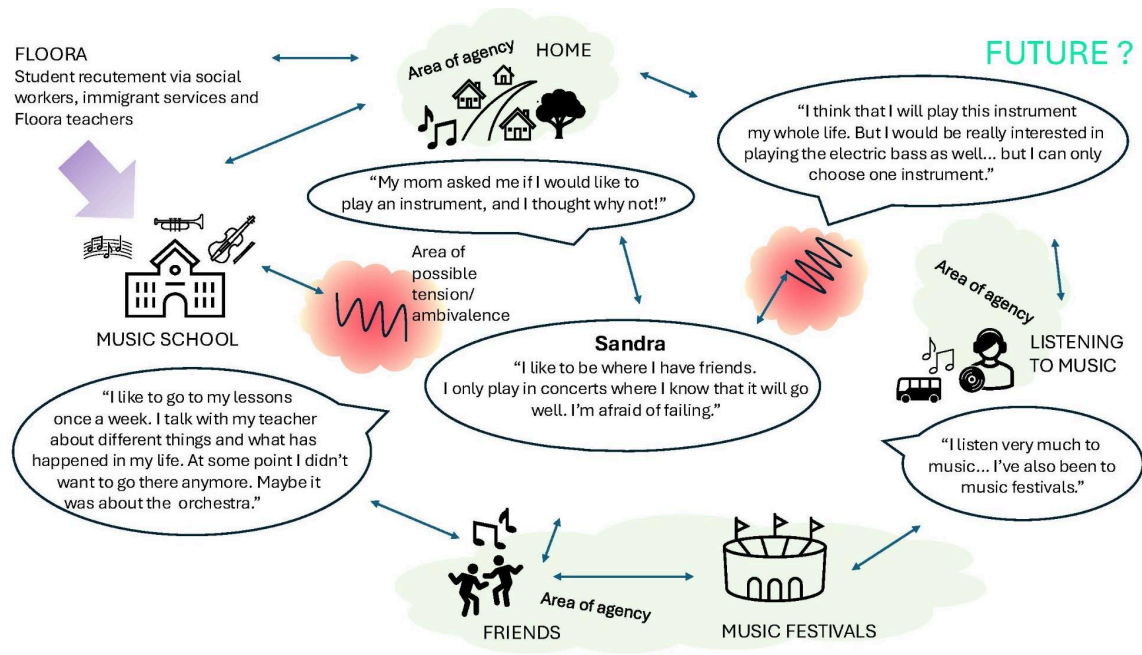 FLOORA
Student recutement via social
workers, immigrant services and
Floora teachers
Area of agency
HOME
FUTURE ?
“I think that I will play this instrument
my whole life. But I would be really interested in
playing the electric bass as well... but I can only
choose one instrument.”
“My mom asked me if I would like to
play an instrument, and I thought why not!”
MUSIC SCHOOL
Area of
possible
tension/
ambivalence
Area of agency
LISTENING
TO MUSIC
Sandra
“I like to be where I have friends.
I only play in concerts where I know that it will go
well. I’m afraid of failing.”
“I like to go to my lessons
once a week. I talk with my teacher
about different things and what has
happened in my life. At some point I didn’t
want to go there anymore. Maybe it
was about the orchestra.”
“I listen very much to
music... I’ve also been to
music festivals.”
Area of agency
FRIENDS
MUSIC FESTIVALS